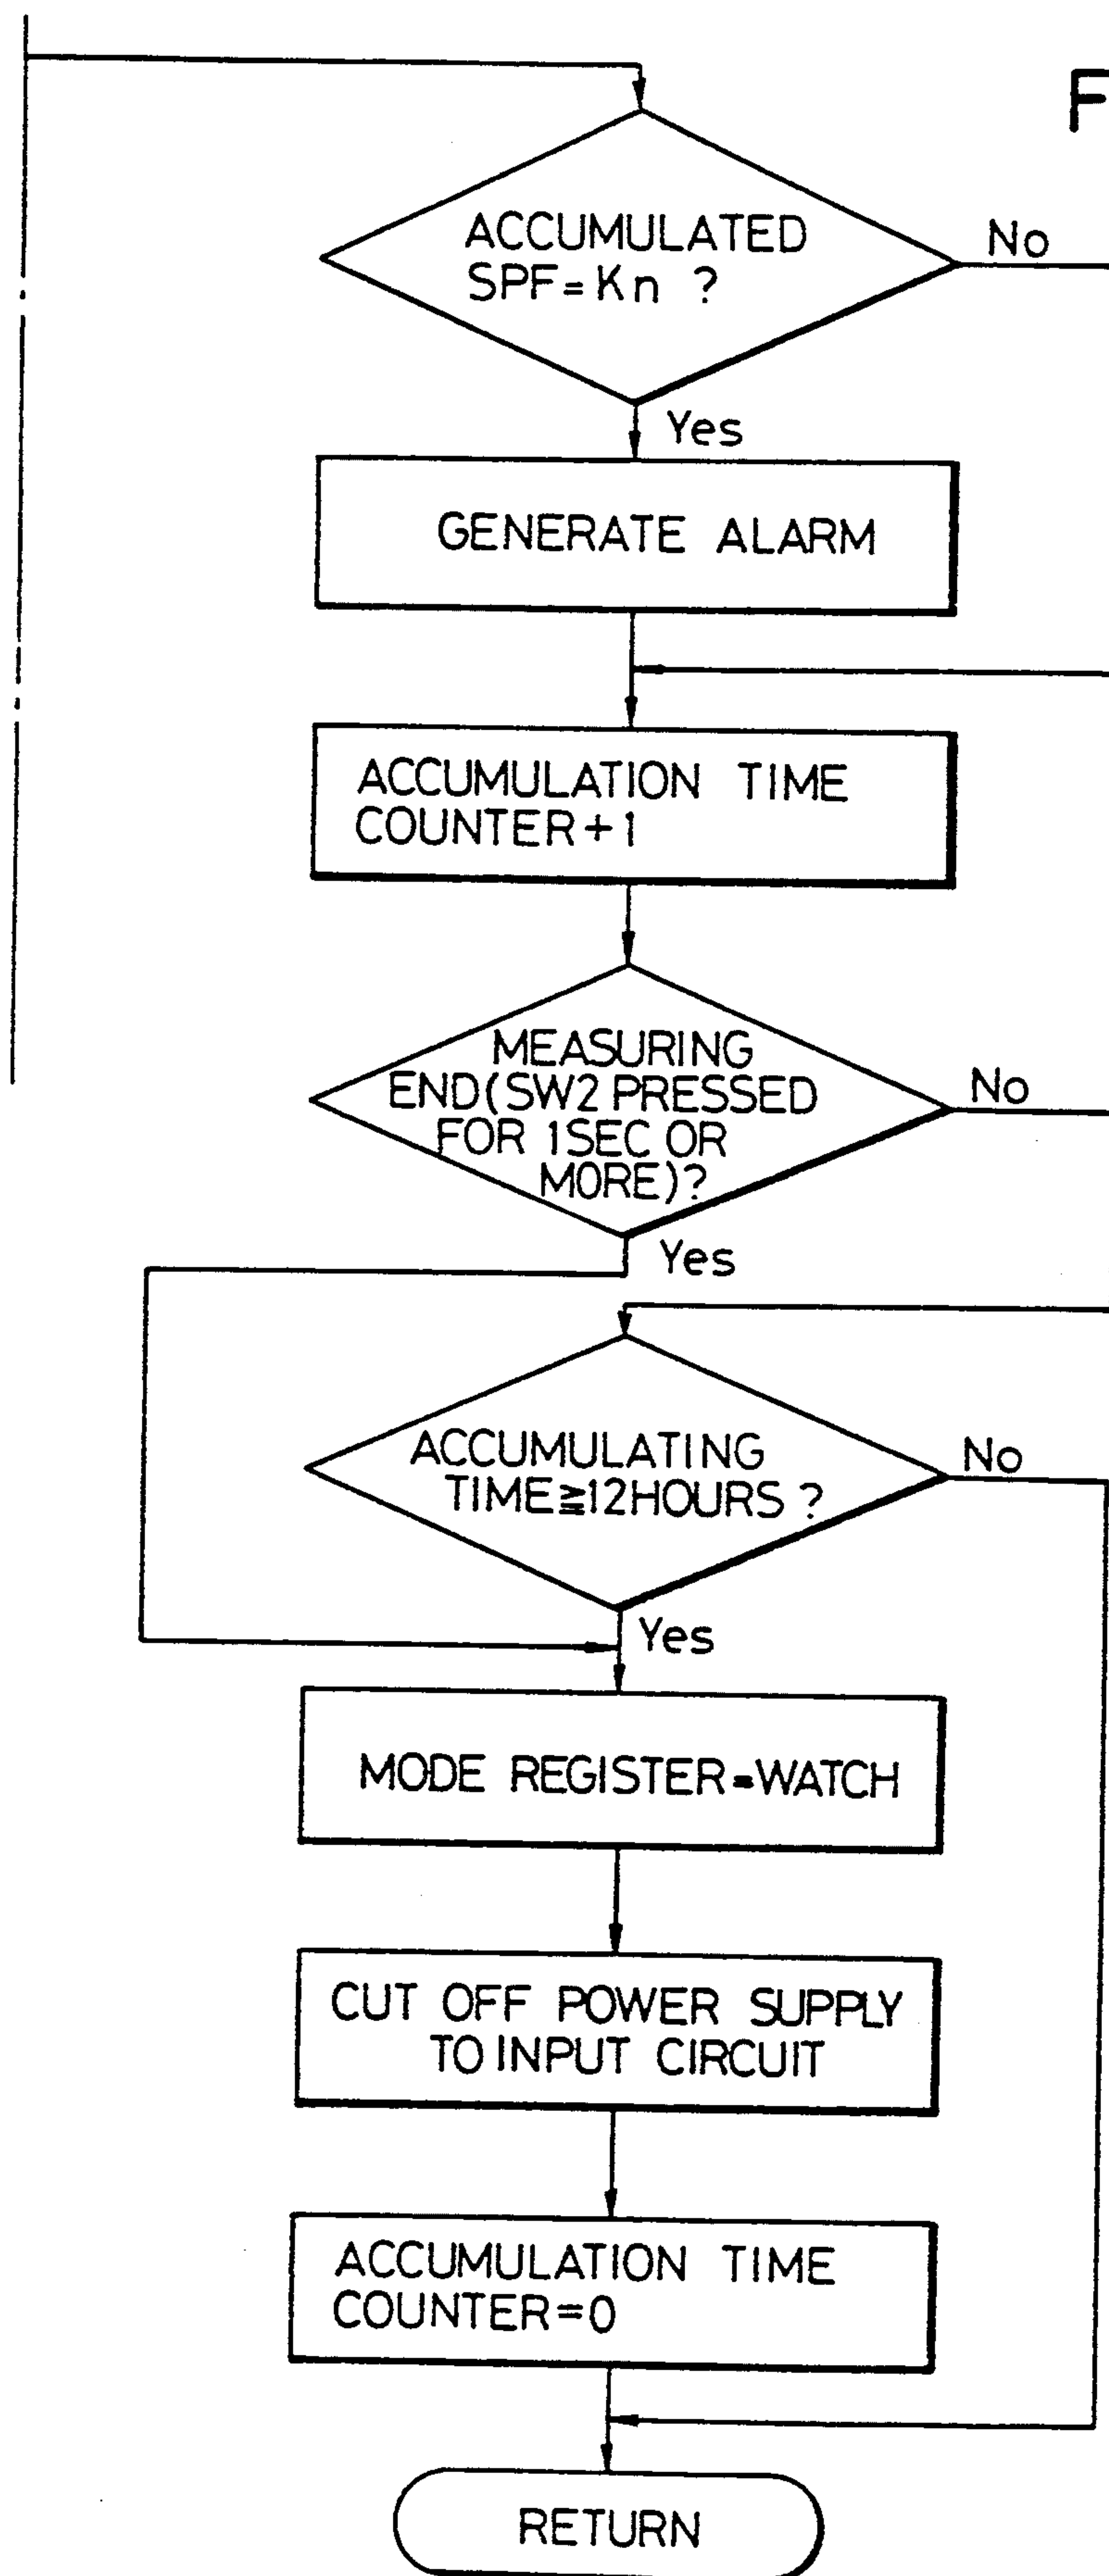 F
ACCUMULATED
SPF=Kn ?
No
Yes
GENERATE ALARM
ACCUMULATION TIME
COUNTER+1
MEASURING
END(SW2 PRESSED
FOR 1SEC OR
MORE)?
No
Yes
ACCUMULATING
TIME≧12HOURS ?
No
Yes
MODE REGISTER=WATCH
CUT OFF POWER SUPPLY
TO INPUT CIRCUIT
ACCUMULATION TIME
COUNTER=0
RETURN